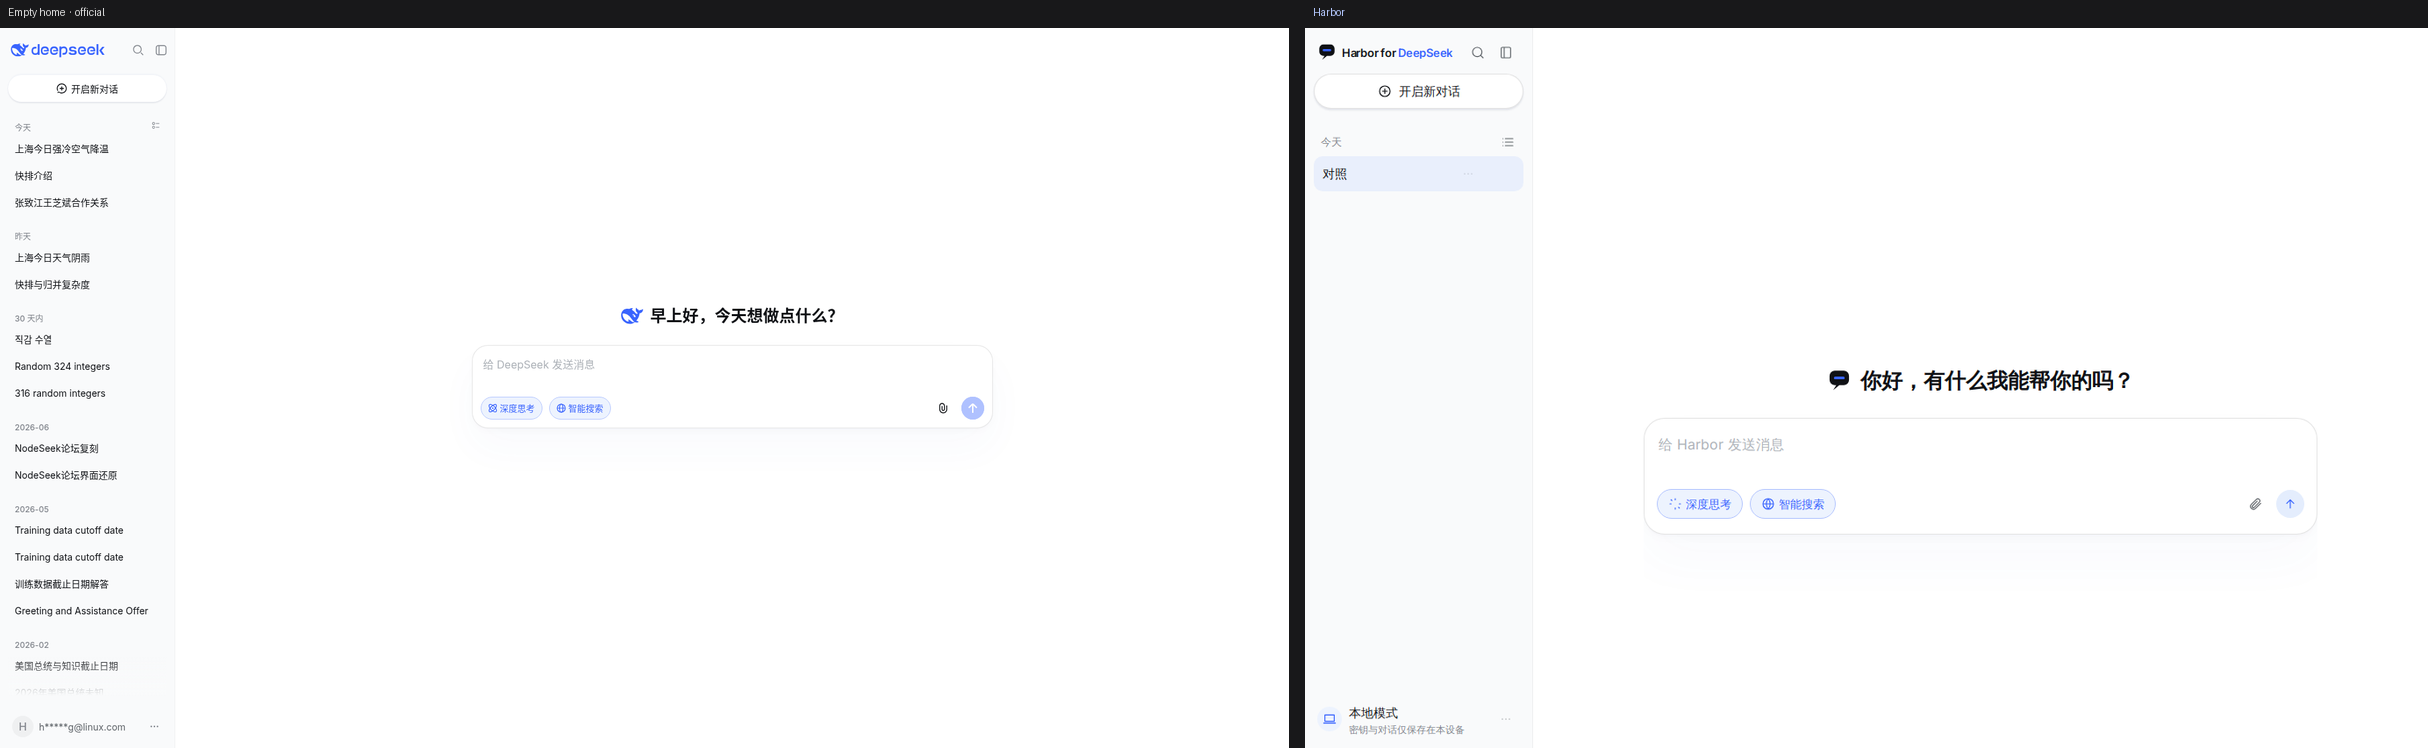 Empty home · official
deepseek
开启新对话
今天
上海今日强冷空气降温
快排介绍
张致江王芝斌合作关系
昨天
上海今日天气阴雨
快排与归并复杂度
30 天内
직감 수열
Random 324 integers
316 random integers
2026-06
NodeSeek论坛复刻
NodeSeek论坛界面还原
2026-05
Training data cutoff date
Training data cutoff date
训练数据截止日期解答
Greeting and Assistance Offer
2026-02
美国总统与知识截止日期
H h*****g@linux.com
早上好，今天想做点什么？
给 DeepSeek 发送消息
深度思考 智能搜索
Harbor
Harbor for DeepSeek
开启新对话
今天
对照
本地模式
密钥与对话仅保存在本设备
你好，有什么我能帮你的吗？
给 Harbor 发送消息
深度思考 智能搜索